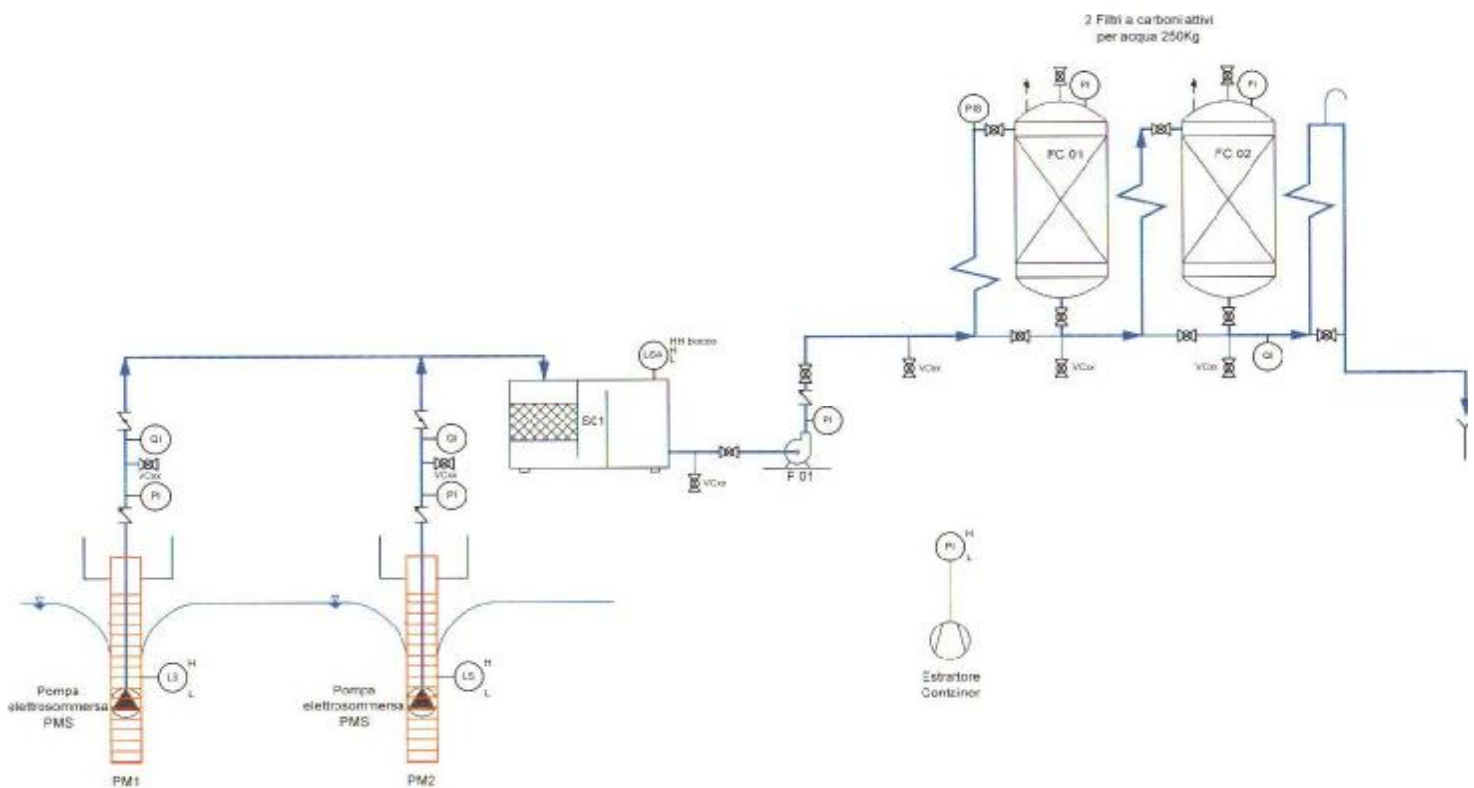 2 Filtri a carboni attivi
per acqua 250Kg
PI
PI
PIS
FC 01
FC 02
HH blocco
H
L
LSA
S01
QI
QI
VCxx
VCxx
PI
PI
PI
P 01
VCxx
VCxx
VCxx
VCxx
QI
H
L
LS
H
L
LS
Pompa
elettrosommersa
PMS
Pompa
elettrosommersa
PMS
PM1
PM2
PI
H
L
Estrattore
Container